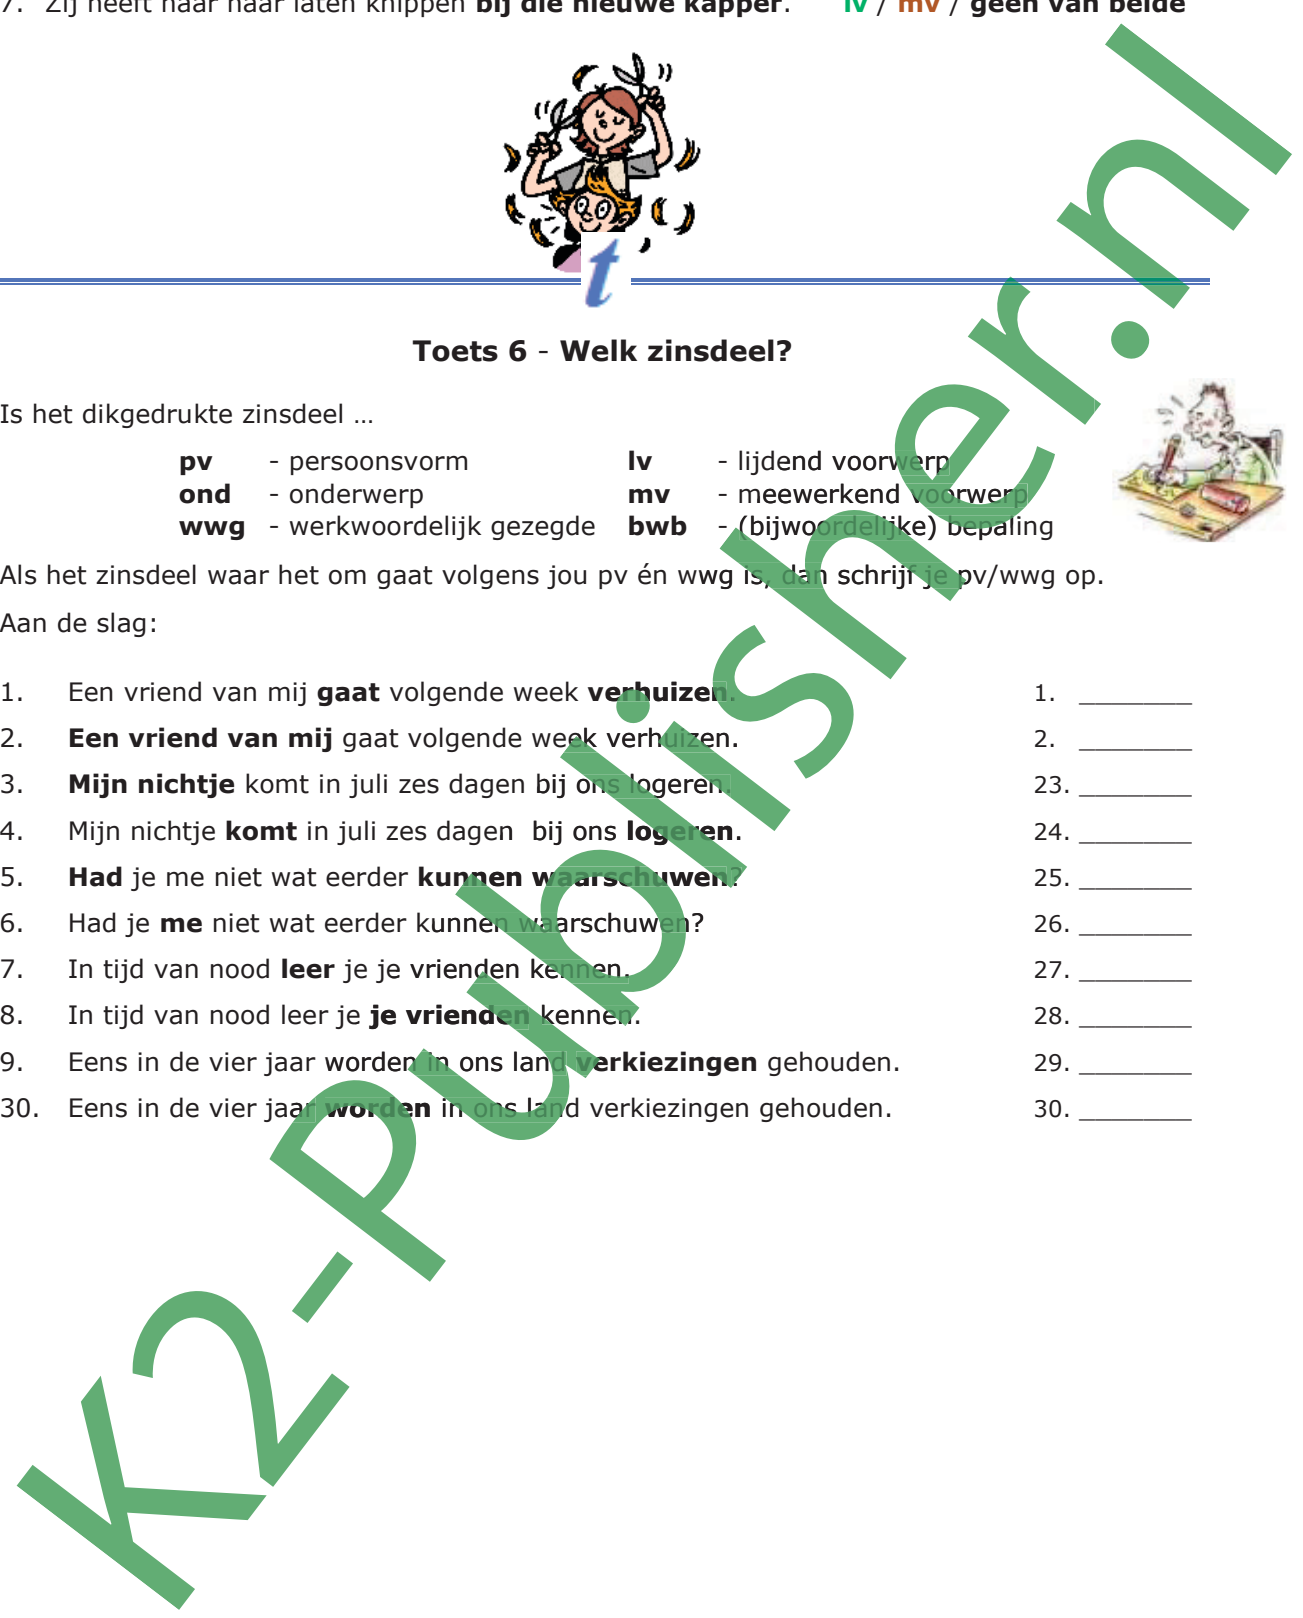 7. Zij heeft haar haar laten knippen bij die nieuwe kapper. lv / mv / geen van beide
t
Toets 6 - Welk zinsdeel?
Is het dikgedrukte zinsdeel …
pv - persoonsvorm lv - lijdend voorwerp
ond - onderwerp mv - meewerkend voorwerp
wwg - werkwoordelijk gezegde bwb - (bijwoordelijke) bepaling
Als het zinsdeel waar het om gaat volgens jou pv én wwg is, dan schrijf je pv/wwg op.
Aan de slag:
1. Een vriend van mij gaat volgende week verhuizen. 1. ________
2. Een vriend van mij gaat volgende week verhuizen. 2. ________
3. Mijn nichtje komt in juli zes dagen bij ons logeren. 23. ________
4. Mijn nichtje komt in juli zes dagen bij ons logeren. 24. ________
5. Had je me niet wat eerder kunnen waarschuwen? 25. ________
6. Had je me niet wat eerder kunnen waarschuwen? 26. ________
7. In tijd van nood leer je je vrienden kennen. 27. ________
8. In tijd van nood leer je je vrienden kennen. 28. ________
9. Eens in de vier jaar worden in ons land verkiezingen gehouden. 29. ________
30. Eens in de vier jaar worden in ons land verkiezingen gehouden. 30. ________
K2-Publisher.nl